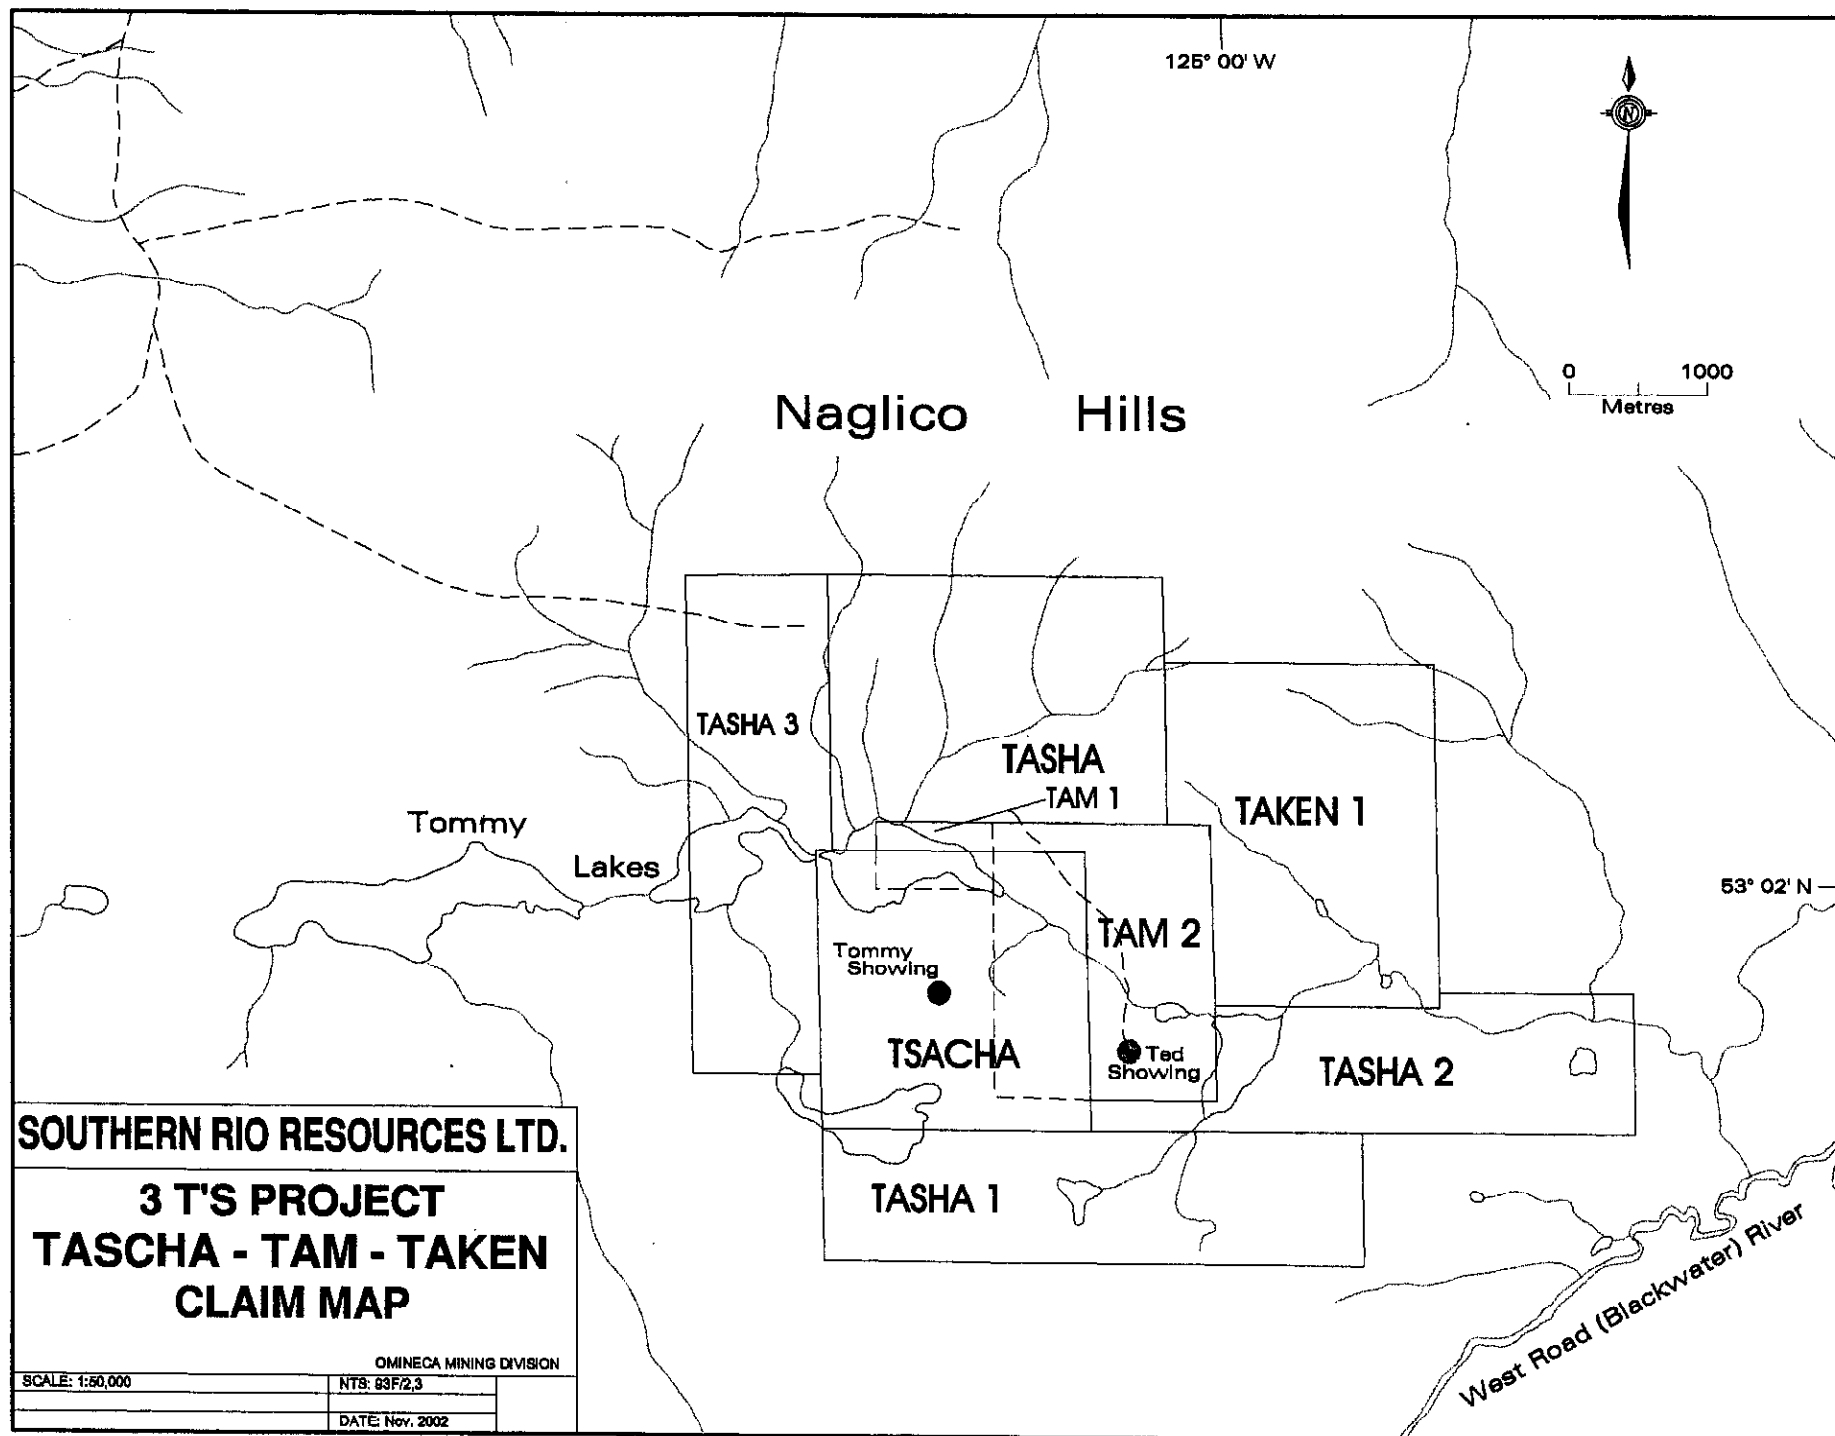 125° 00' W
N
0 1000
Metres
Naglico Hills
TASHA 3
TASHA
TAM 1
TAKEN 1
Tommy
Lakes
53° 02' N
TAM 2
Tommy
Showing
TSACHA
Ted
Showing
TASHA 2
TASHA 1
West Road (Blackwater) River
SOUTHERN RIO RESOURCES LTD.
3 T'S PROJECT
TASCHA - TAM - TAKEN
CLAIM MAP
OMINECA MINING DIVISION
SCALE: 1:50,000
NTS: 93F/2,3
DATE: Nov. 2002